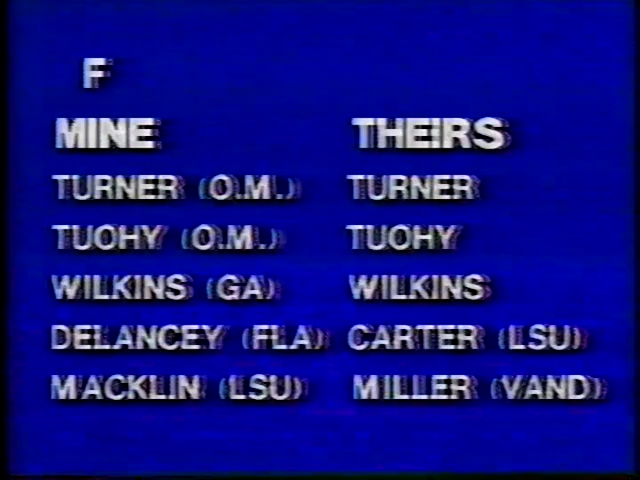 F
MINE THEIRS
TURNER (O.M.) TURNER
TUOHY (O.M.) TUOHY
WILKINS (GA) WILKINS
DELANCEY (FLA) CARTER (LSU)
MACKLIN (LSU) MILLER (VAND)